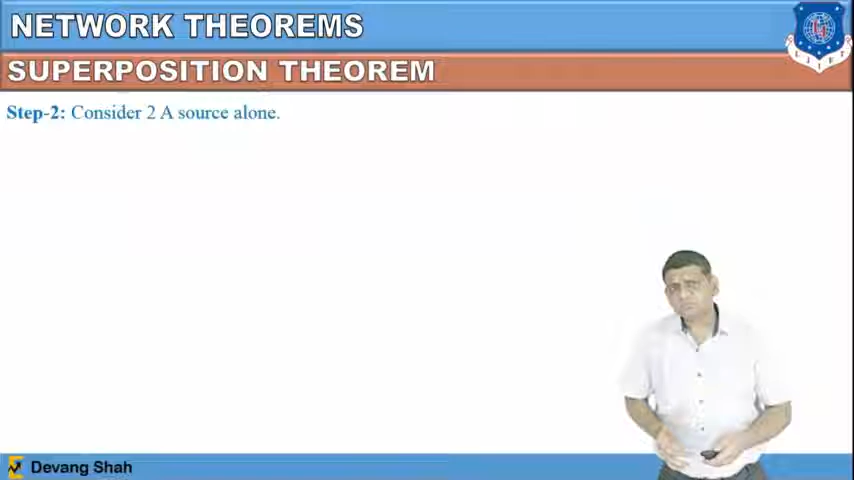 NETWORK THEOREMS
SUPERPOSITION THEOREM
Step-2: Consider 2 A source alone.
Devang Shah